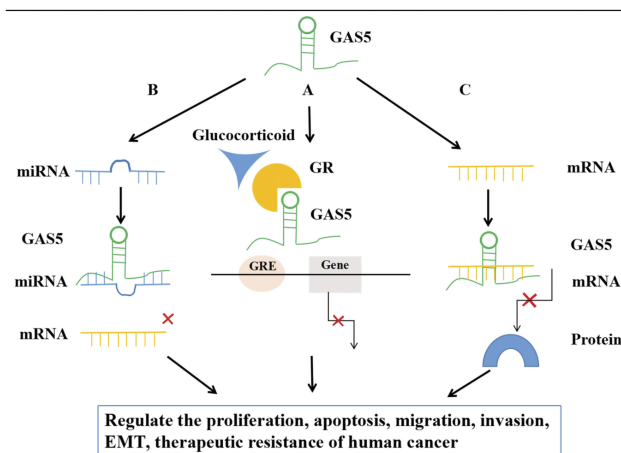 GAS5
B
A
C
Glucocorticoid
miRNA
GR
mRNA
GAS5
GAS5
GAS5
miRNA
GRE
Gene
mRNA
mRNA
Protein
Regulate the proliferation, apoptosis, migration, invasion,
EMT, therapeutic resistance of human cancer